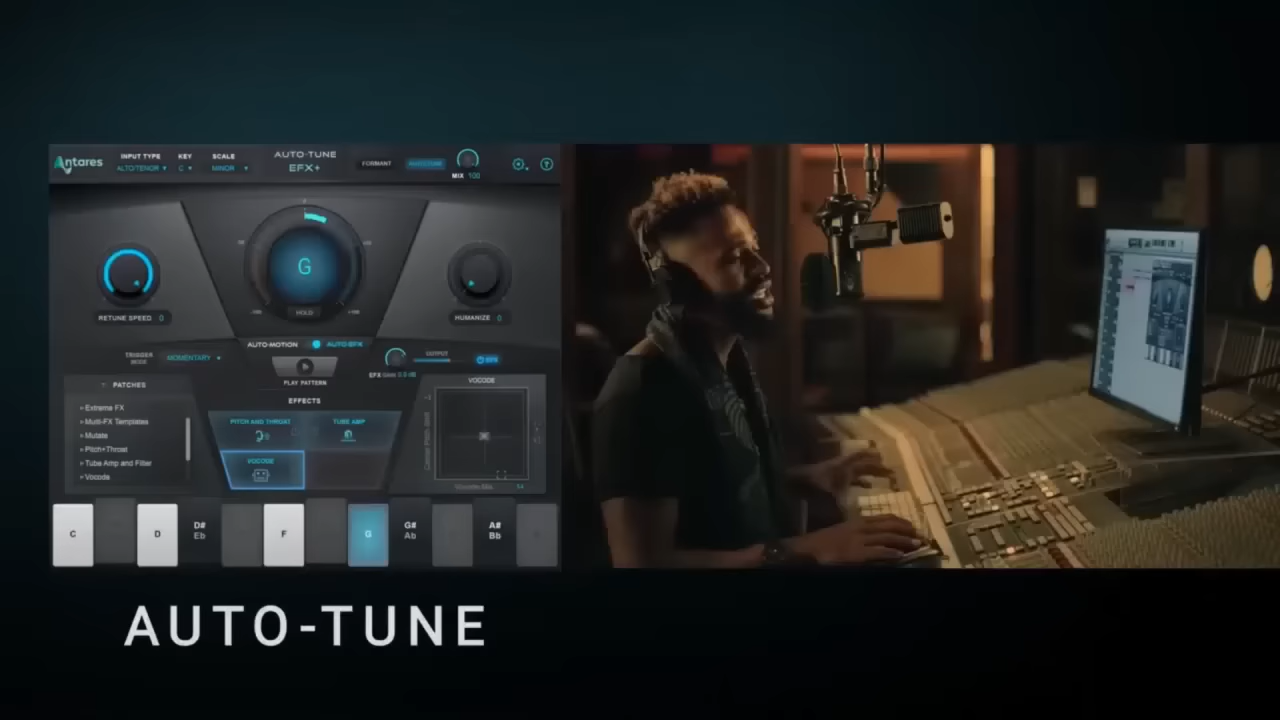 Antares
INPUT TYPE KEY SCALE
ALTO/TENOR C MINOR
AUTO-TUNE
EFX+
FORMANT
MIX 100
G
HOLD
RETUNE SPEED 0
HUMANIZE 0
AUTO-MOTION AUTO-EFX
TRIGGER
MODE
MOMENTARY
OUTPUT
PLAY PATTERN
PATCHES
EFFECTS
VOCODE
Extreme FX
Multi-FX Templates
Mutate
Pitch+Throat
Tube Amp and Filter
Vocode
PITCH AND THROAT TUBE AMP
VOCODE
C D D# Eb F G G# Ab A# Bb
AUTO-TUNE